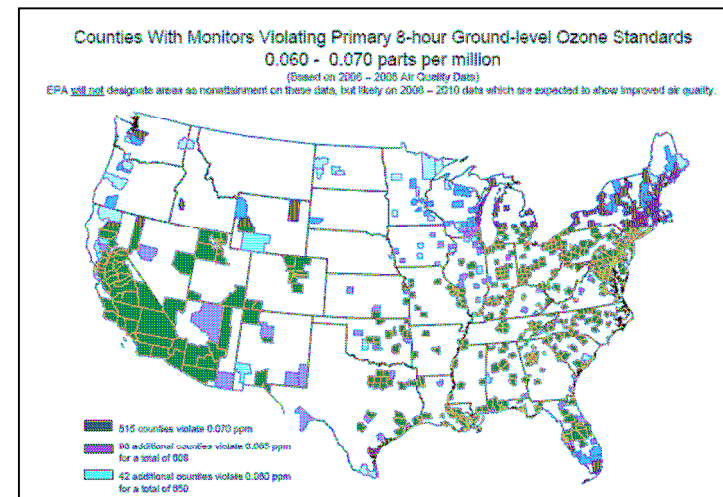 Counties With Monitors Violating Primary 8-hour Ground-level Ozone Standards
0.060 - 0.070 parts per million
(Based on 2006 – 2008 Air Quality Data)
EPA will not designate areas as nonattainment on these data, but likely on 2008 – 2010 data which are expected to show improved air quality.
515 counties violate 0.070 ppm
93 additional counties violate 0.065 ppm
for a total of 608
42 additional counties violate 0.060 ppm
for a total of 650